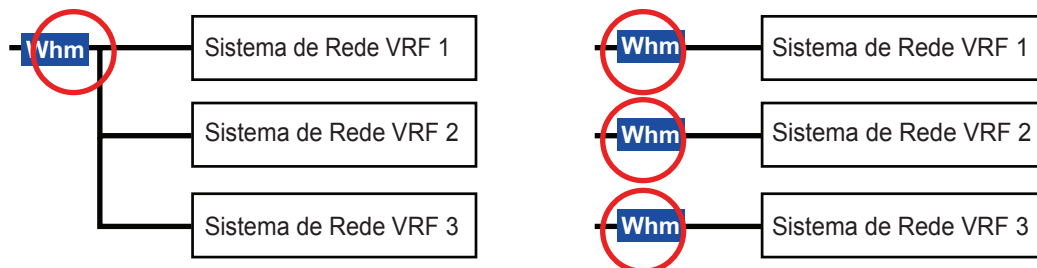 Whm
Sistema de Rede VRF 1
Sistema de Rede VRF 2
Sistema de Rede VRF 3
Whm
Sistema de Rede VRF 1
Whm
Sistema de Rede VRF 2
Whm
Sistema de Rede VRF 3